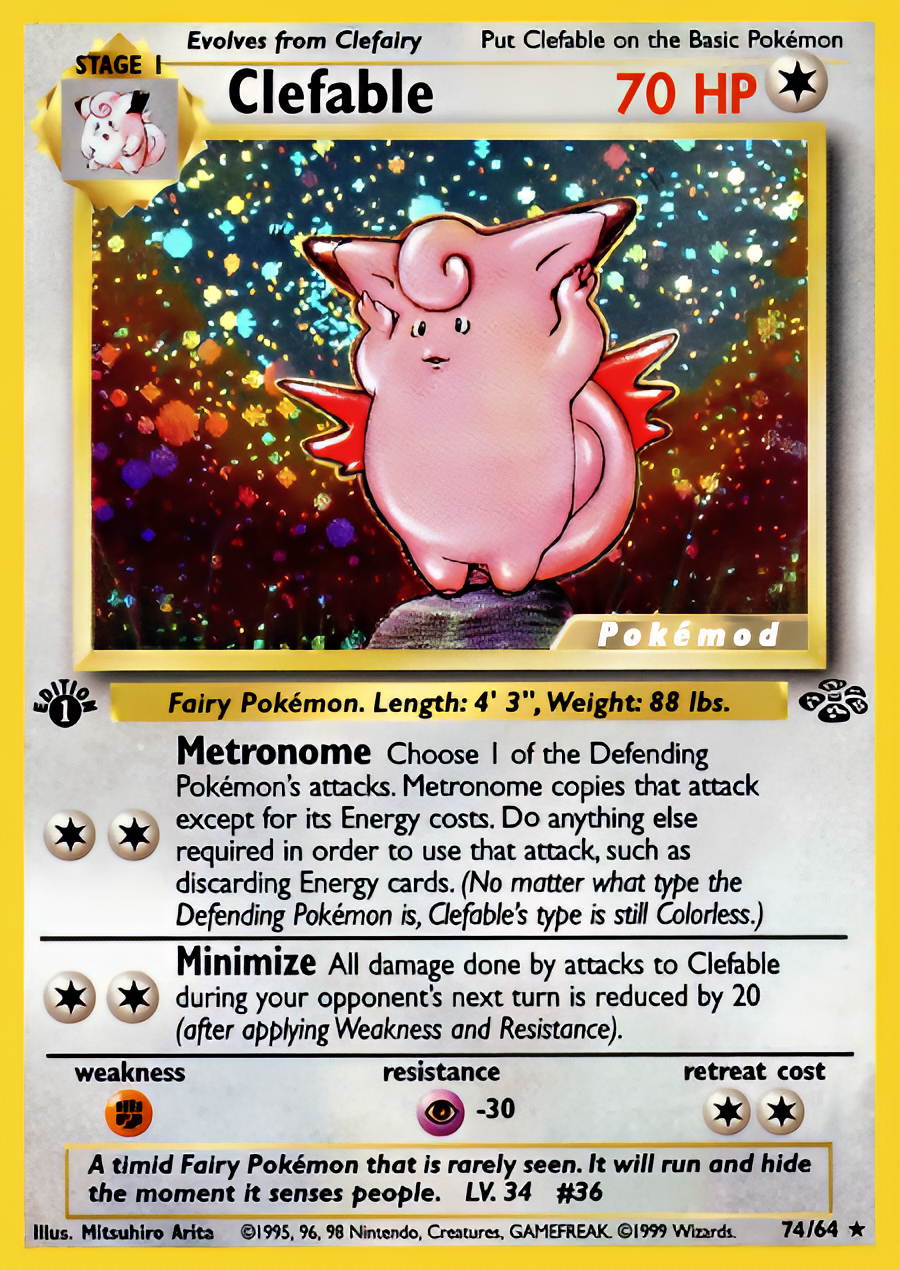 Evolves from Clefairy Put Clefable on the Basic Pokémon
STAGE 1
Clefable 70 HP
Pokémod
EDITION
1
Fairy Pokémon. Length: 4' 3", Weight: 88 lbs.
Metronome Choose 1 of the Defending
Pokémon's attacks. Metronome copies that attack
except for its Energy costs. Do anything else
required in order to use that attack, such as
discarding Energy cards. (No matter what type the
Defending Pokémon is, Clefable's type is still Colorless.)
Minimize All damage done by attacks to Clefable
during your opponent's next turn is reduced by 20
(after applying Weakness and Resistance).
weakness resistance retreat cost
-30
A timid Fairy Pokémon that is rarely seen. It will run and hide
the moment it senses people. LV. 34 #36
Illus. Mitsuhiro Arita ©1995, 96, 98 Nintendo, Creatures, GAMEFREAK. ©1999 Wizards. 74/64 ★